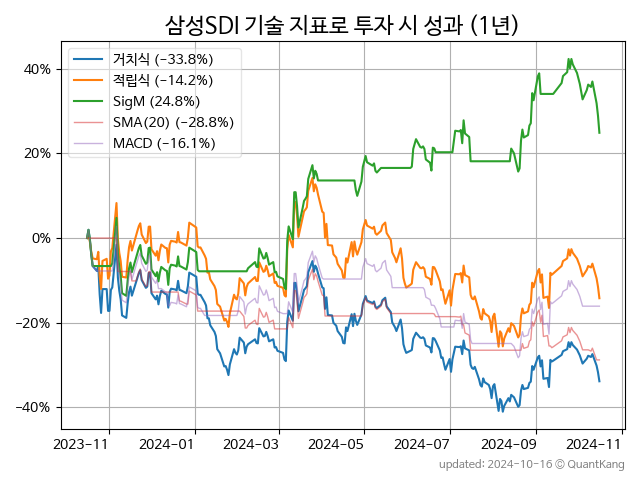 삼성SDI 기술 지표로 투자 시 성과 (1년)
거치식 (−33.8%)
적립식 (−14.2%)
SigM (24.8%)
SMA(20) (−28.8%)
MACD (−16.1%)
40%
20%
0%
−20%
−40%
2023−11 2024−01 2024−03 2024−05 2024−07 2024−09 2024−11
updated: 2024-10-16 © QuantKang